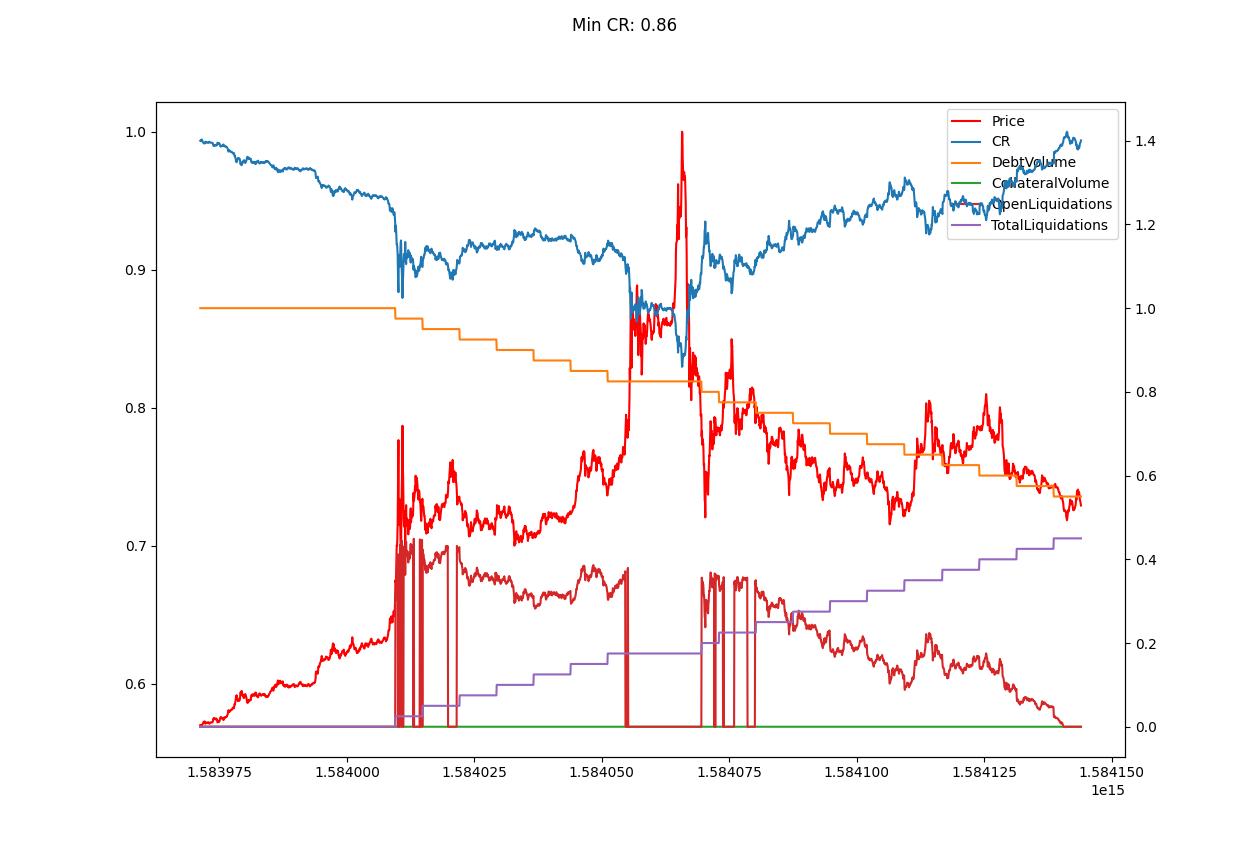 Min CR: 0.86
1.0
0.9
0.8
0.7
0.6
1.4
1.2
1.0
0.8
0.6
0.4
0.2
0.0
Price
CR
DebtVolume
CollateralVolume
OpenLiquidations
TotalLiquidations
1.583975 1.584000 1.584025 1.584050 1.584075 1.584100 1.584125 1.584150
1e15